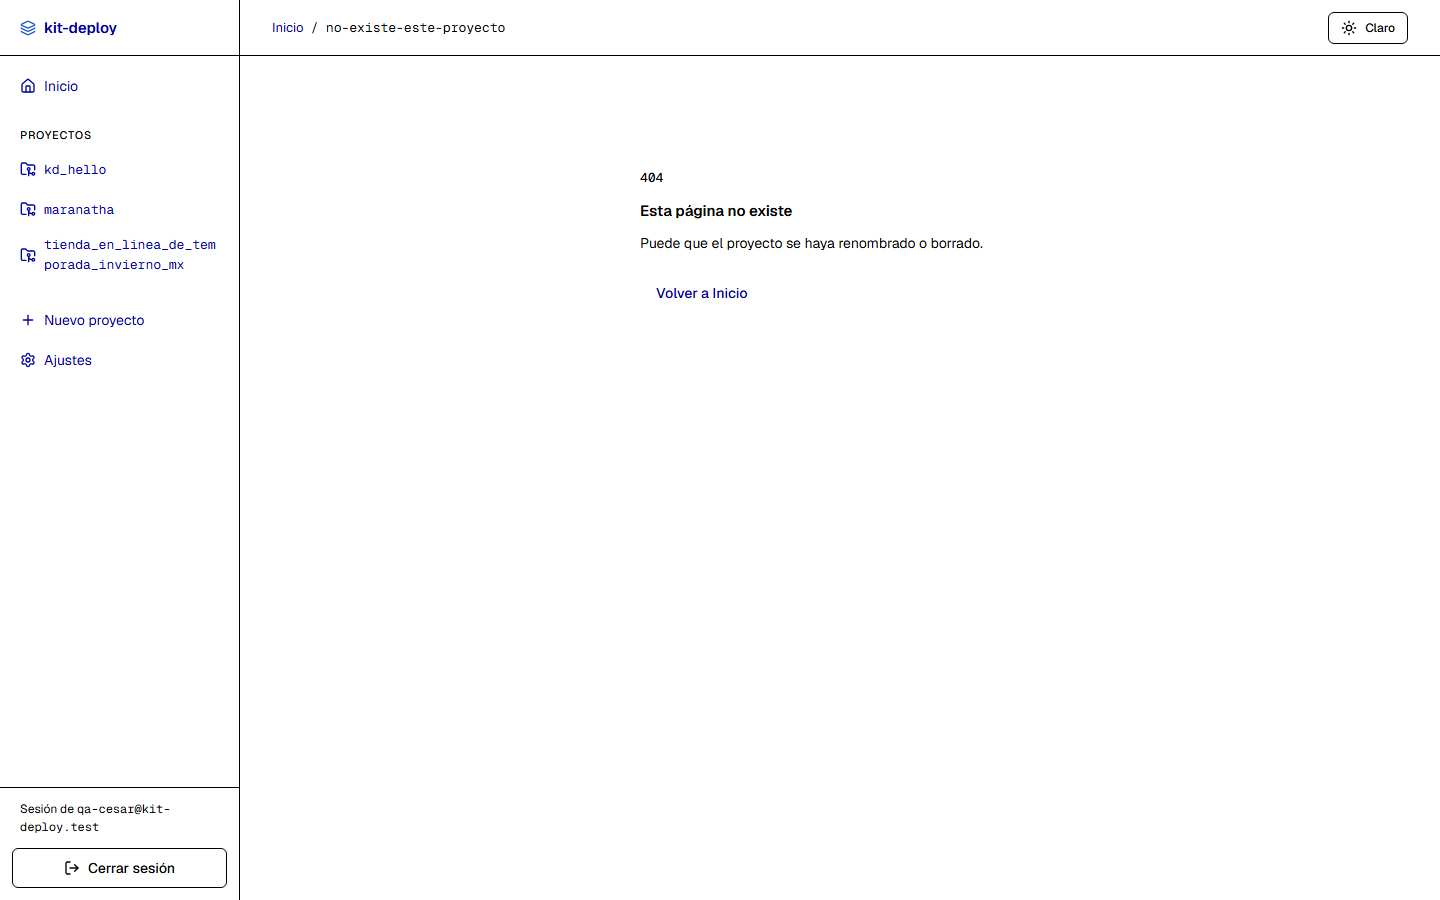 kit-deploy
Inicio / no-existe-este-proyecto
Claro
Inicio
PROYECTOS
kd_hello
maranatha
tienda_en_linea_de_tem
porada_invierno_mx
Nuevo proyecto
Ajustes
404
Esta página no existe
Puede que el proyecto se haya renombrado o borrado.
Volver a Inicio
Sesión de qa-cesar@kit-
deploy.test
Cerrar sesión